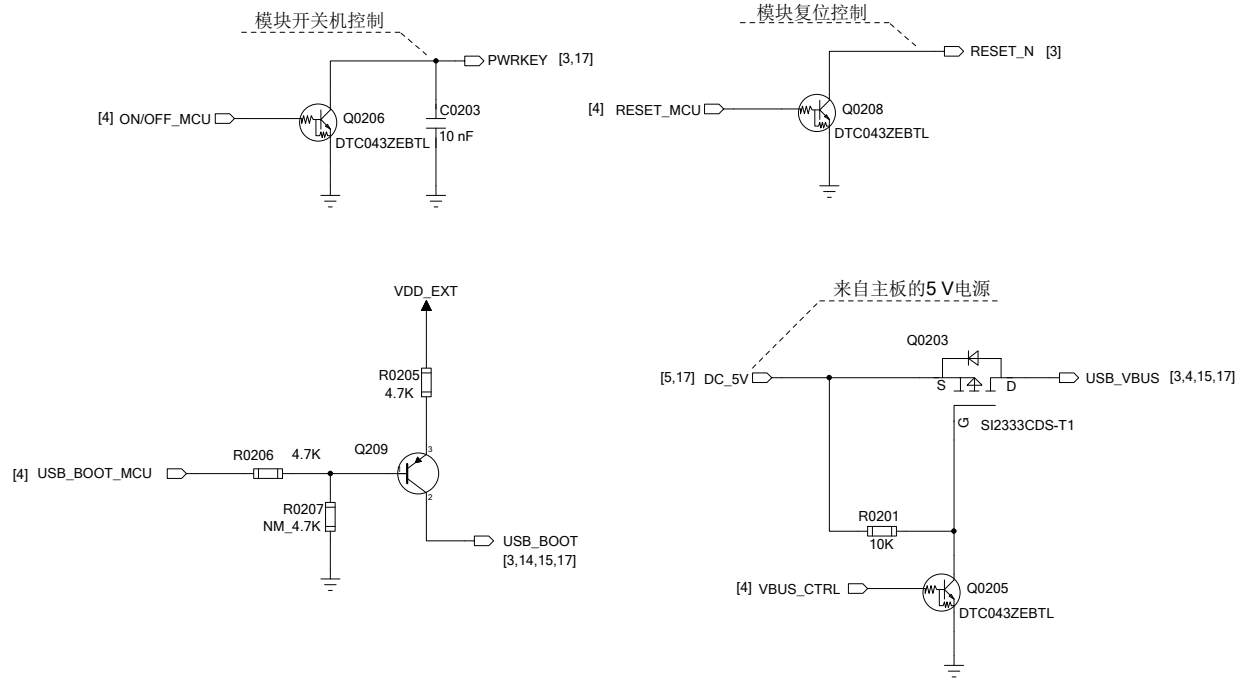 模块开关机控制
PWRKEY [3,17]
[4] ON/OFF_MCU
Q0206
DTC043ZEBTL
C0203
10 nF
模块复位控制
RESET_N [3]
[4] RESET_MCU
Q0208
DTC043ZEBTL
VDD_EXT
R0205
4.7K
R0206 4.7K
Q209
3
1
2
[4] USB_BOOT_MCU
R0207
NM_4.7K
USB_BOOT
[3,14,15,17]
来自主板的5 V电源
Q0203
[5,17] DC_5V
S
D
USB_VBUS [3,4,15,17]
G
SI2333CDS-T1
R0201
10K
[4] VBUS_CTRL
Q0205
DTC043ZEBTL